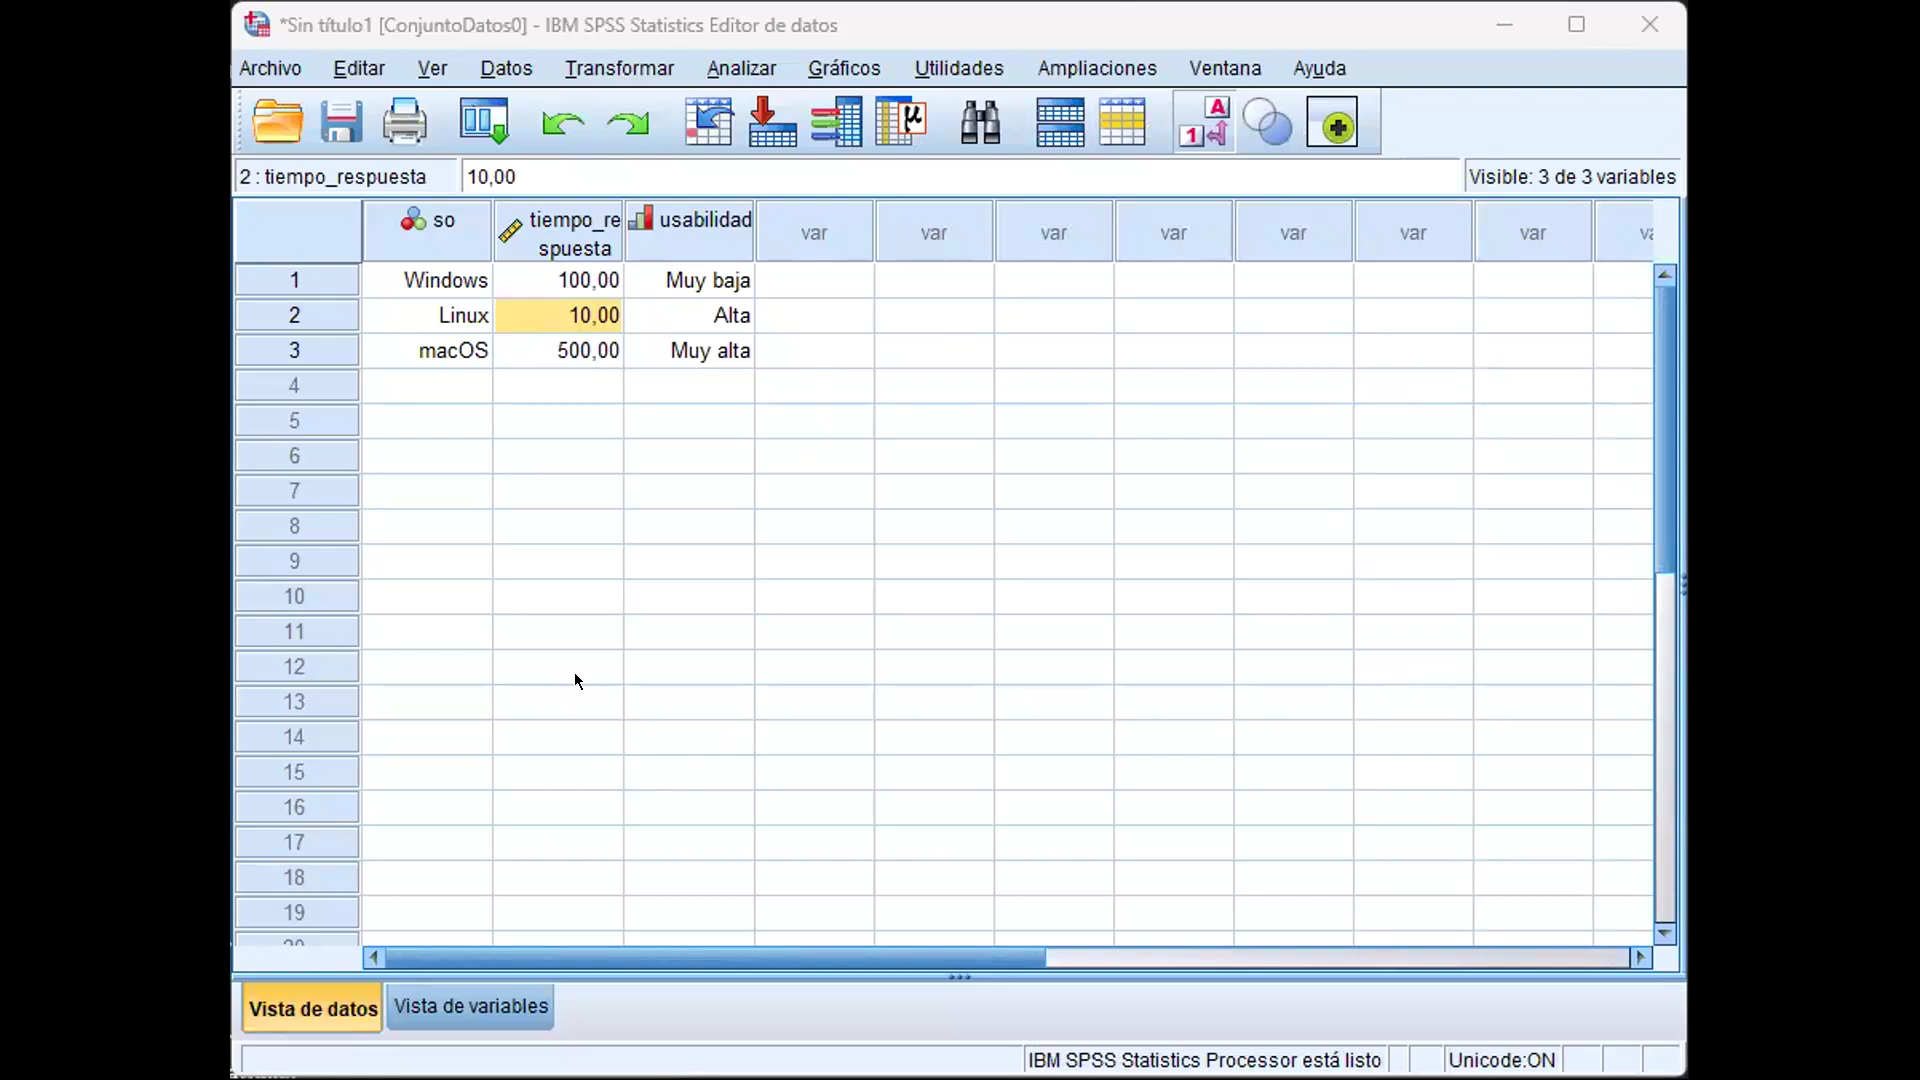 *Sin título1 [ConjuntoDatos0] - IBM SPSS Statistics Editor de datos
Archivo Editar Ver Datos Transformar Analizar Gráficos Utilidades Ampliaciones Ventana Ayuda
2 : tiempo_respuesta 10,00 Visible: 3 de 3 variables
so tiempo_re
spuesta usabilidad var var var var var var var
1 Windows 100,00 Muy baja
2 Linux 10,00 Alta
3 macOS 500,00 Muy alta
4
5
6
7
8
9
10
11
12
13
14
15
16
17
18
19
Vista de datos Vista de variables
IBM SPSS Statistics Processor está listo Unicode:ON